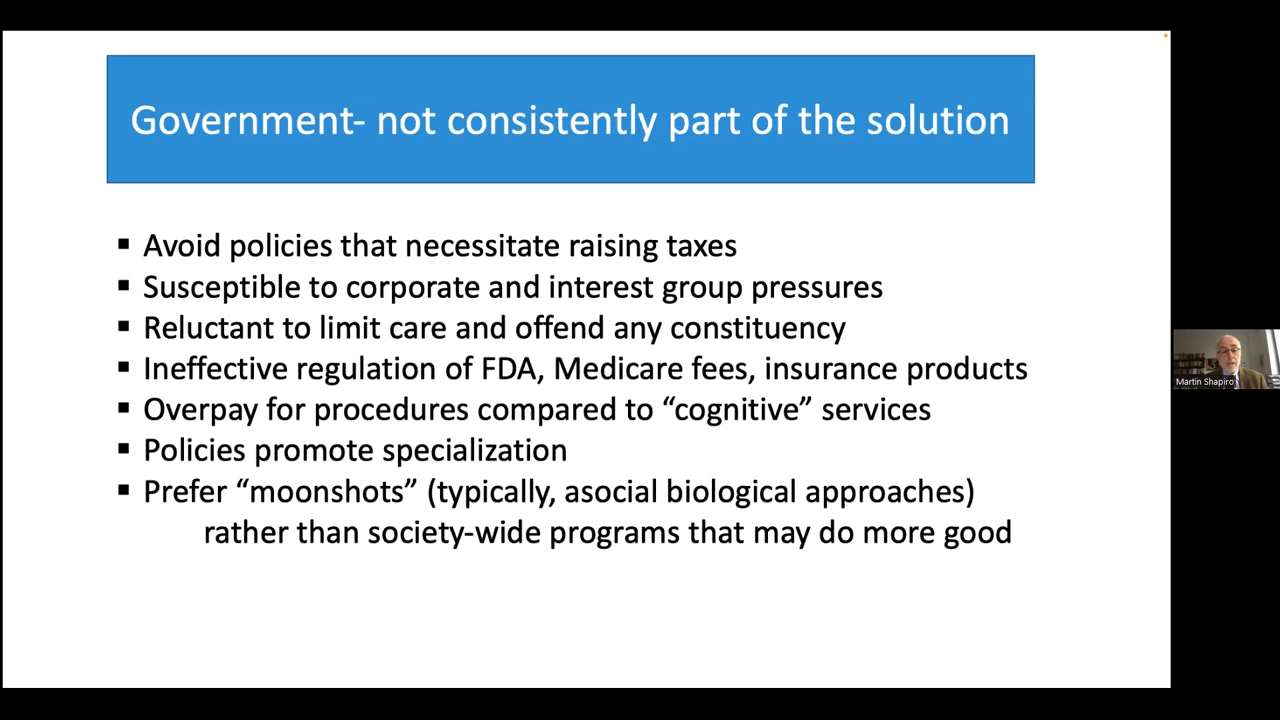 Government- not consistently part of the solution
▪ Avoid policies that necessitate raising taxes
▪ Susceptible to corporate and interest group pressures
▪ Reluctant to limit care and offend any constituency
▪ Ineffective regulation of FDA, Medicare fees, insurance products
▪ Overpay for procedures compared to “cognitive” services
▪ Policies promote specialization
▪ Prefer “moonshots” (typically, asocial biological approaches)
rather than society-wide programs that may do more good
Martin Shapiro